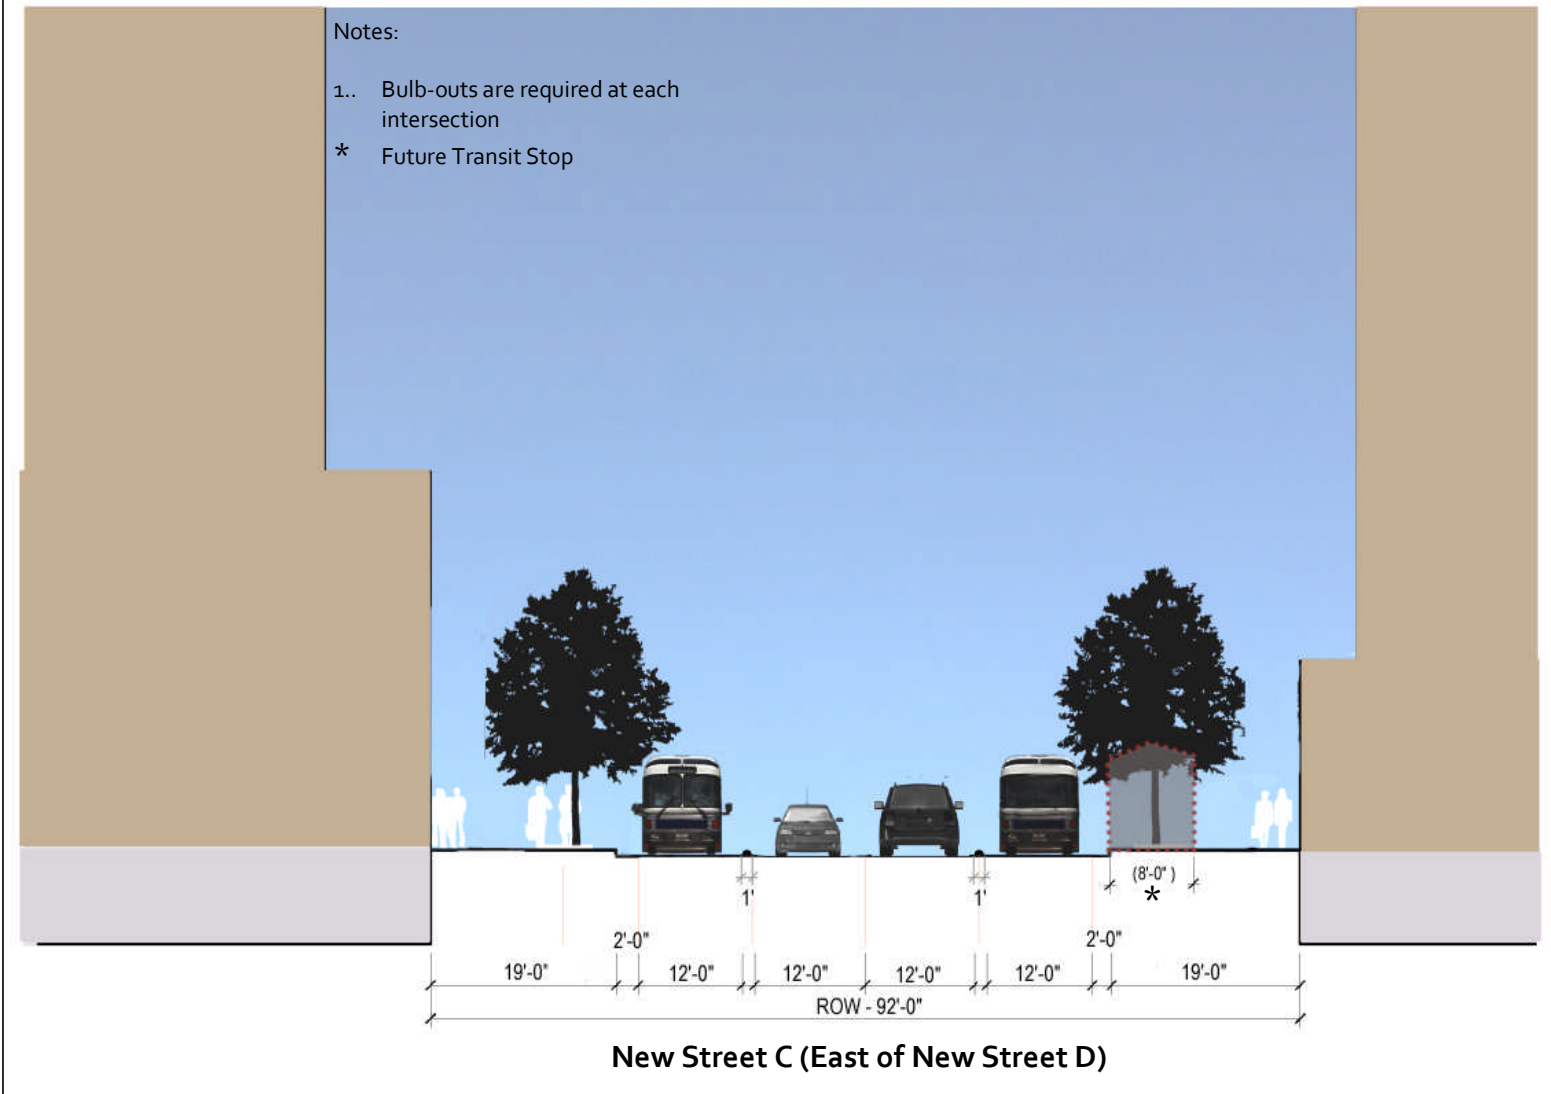 Notes:
1.. Bulb-outs are required at each
intersection
* Future Transit Stop
(8'-0" )
1' 1' *
2'-0" 2'-0"
19'-0" 12'-0" 12'-0" 12'-0" 12'-0" 19'-0"
ROW - 92'-0"
New Street C (East of New Street D)